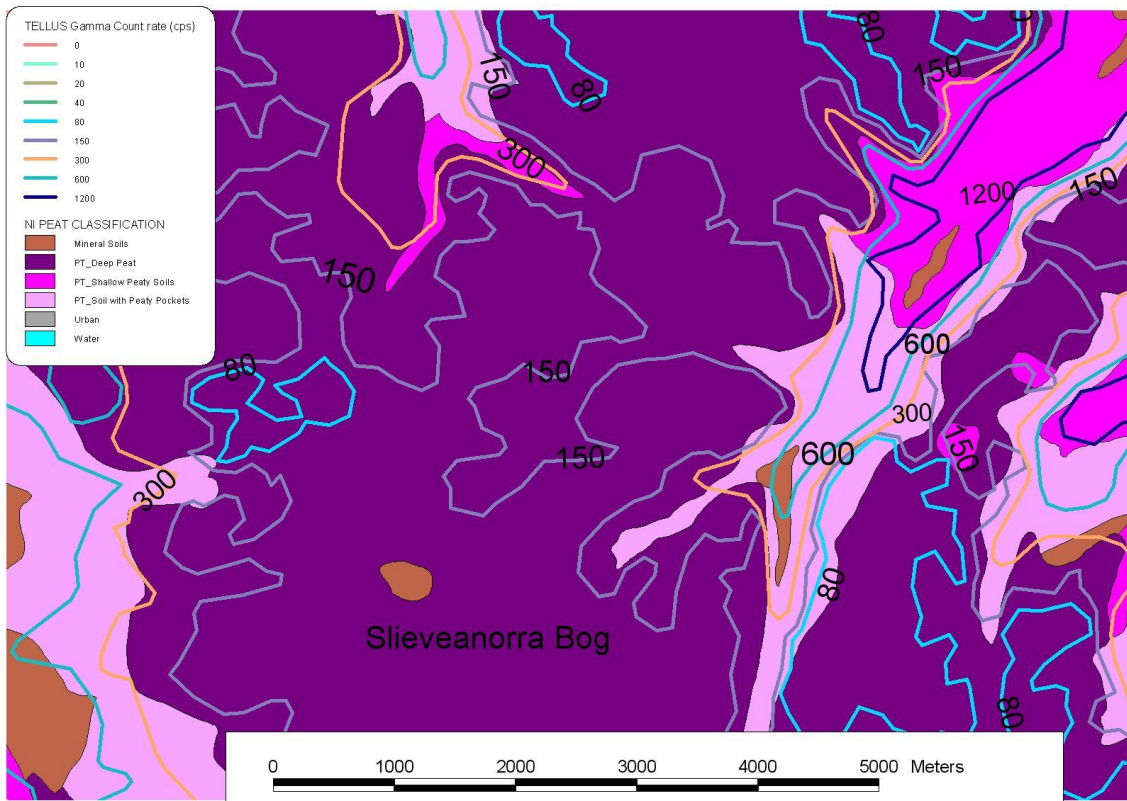 TELLUS Gamma Count rate (cps)
0
10
20
40
80
150
300
600
1200
NI PEAT CLASSIFICATION
Mineral Soils
PT_Deep Peat
PT_Shallow Peaty Soils
PT_Soil with Peaty Pockets
Urban
Water
80
80
150
150
80
300
1200
150
150
600
80
150
300
150
150
600
300
80
Slieveanorra Bog
80
0 1000 2000 3000 4000 5000 Meters